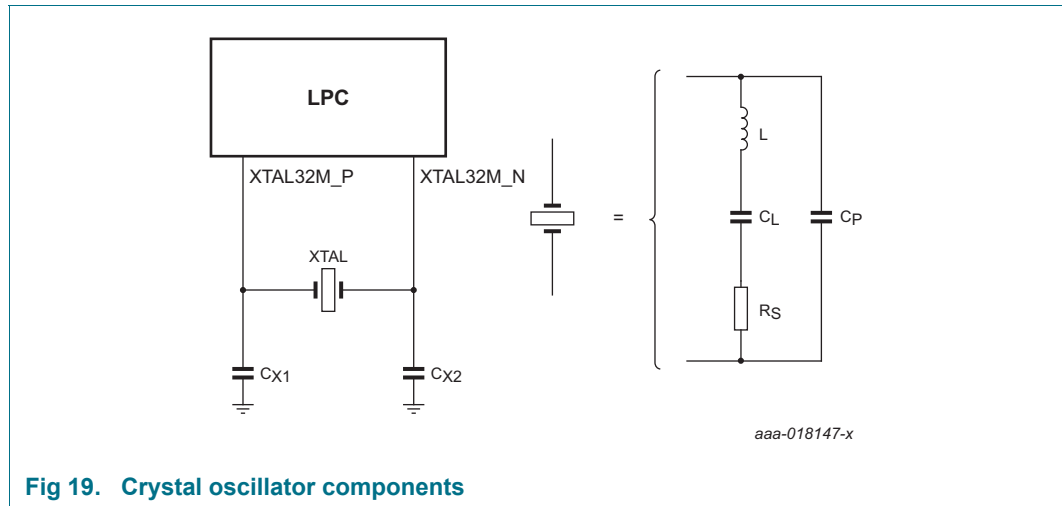 LPC
XTAL32M_P
XTAL32M_N
XTAL
CX1
CX2
=
L
CL
CP
RS
aaa-018147-x
Fig 19. Crystal oscillator components